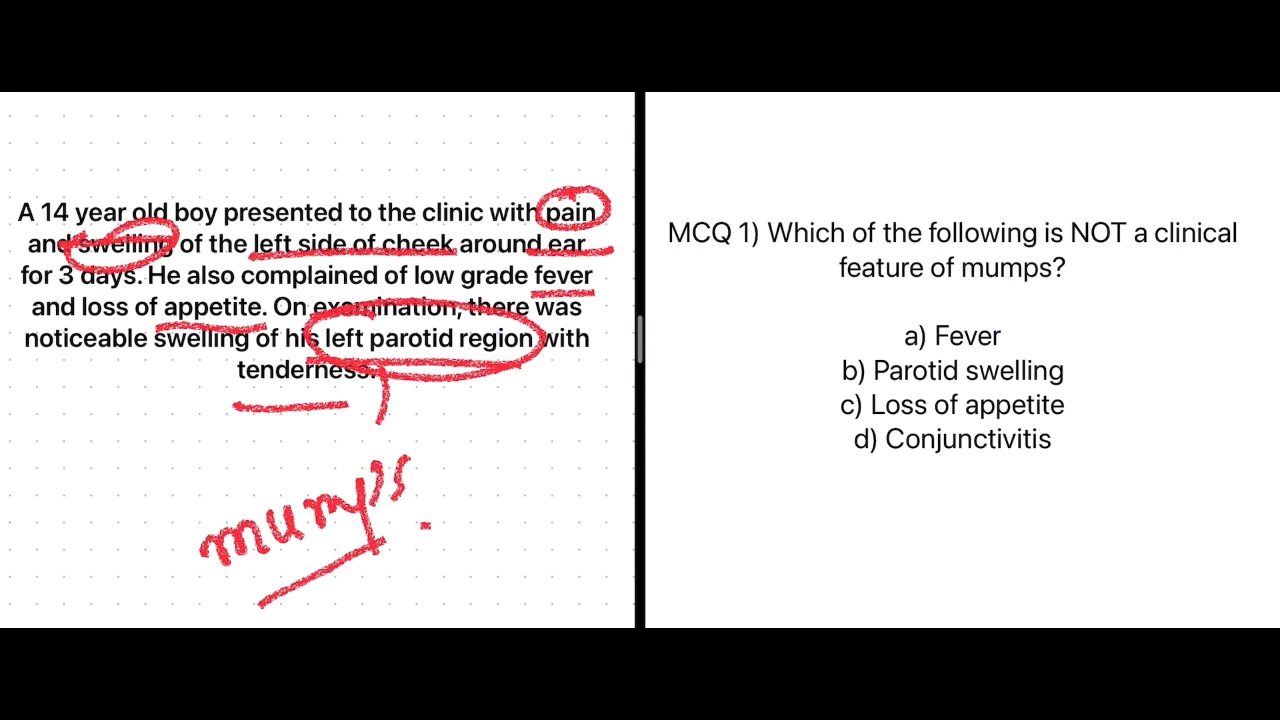 A 14 year old boy presented to the clinic with pain
and swelling of the left side of cheek around ear
for 3 days. He also complained of low grade fever
and loss of appetite. On examination, there was
noticeable swelling of his left parotid region with
tenderness.
mump's.
MCQ 1) Which of the following is NOT a clinical
feature of mumps?
a) Fever
b) Parotid swelling
c) Loss of appetite
d) Conjunctivitis